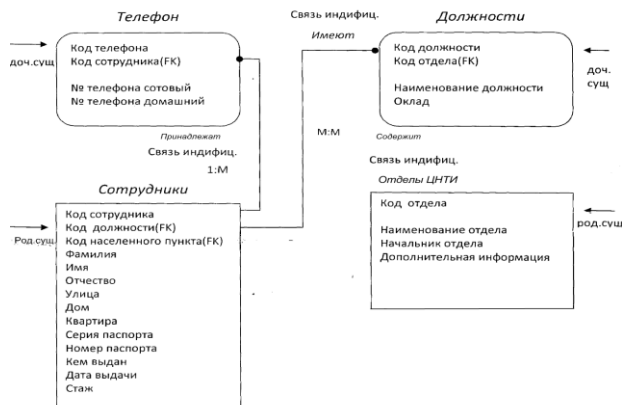 Телефон
доч.сущ
Код телефона
Код сотрудника(FK)
№ телефона сотовый
№ телефона домашний
Принадлежат
Связь индифиц.
1:М
Связь индифиц.
Имеют
М:М
Должности
Код должности
Код отдела(FK)
Наименование должности
Оклад
доч.
сущ
Содержит
Связь индифиц.
Отделы ЦНТИ
Код отдела
Наименование отдела
Начальник отдела
Дополнительная информация
род.сущ
Сотрудники
Род.сущ
Код сотрудника
Код должности(FK)
Код населенного пункта(FK)
Фамилия
Имя
Отчество
Улица
Дом
Квартира
Серия паспорта
Номер паспорта
Кем выдан
Дата выдачи
Стаж